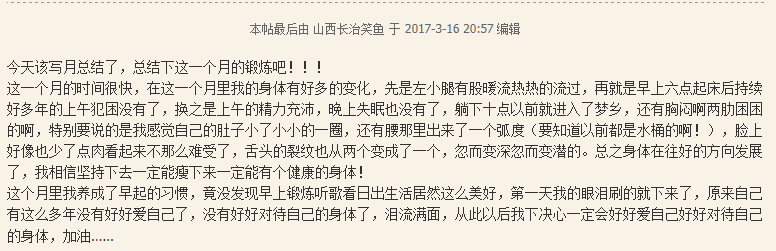 本帖最后由 山西长治笑鱼 于 2017-3-16 20:57 编辑
今天该写月总结了，总结下这一个月的锻炼吧！！！
这一个月的时间很快，在这一个月里我的身体有好多的变化，先是左小腿有股暖流热热的流过，再就是早上六点起床后持续
好多年的上午犯困没有了，换之是上午的精力充沛，晚上失眠也没有了，躺下十点以前就进入了梦乡，还有胸闷啊两肋困困
的啊，特别要说的是我感觉自己的肚子小了小小的一圈，还有腰那里出来了一个弧度（要知道以前都是水桶的啊！），脸上
好像也少了点肉看起来不那么难受了，舌头的裂纹也从两个变成了一个，忽而变深忽而变潜的。总之身体在往好的方向发展
了，我相信坚持下去一定能瘦下来一定能有个健康的身体！
这个月里我养成了早起的习惯，竟没发现早上锻炼听歌看日出生活居然这么美好，第一天我的眼泪刷的就下来了，原来自己
有这么多年没有好好爱自己了，没有好好对待自己的身体了，泪流满面，从此以后我下决心一定会好好爱自己好好对待自己
的身体，加油......